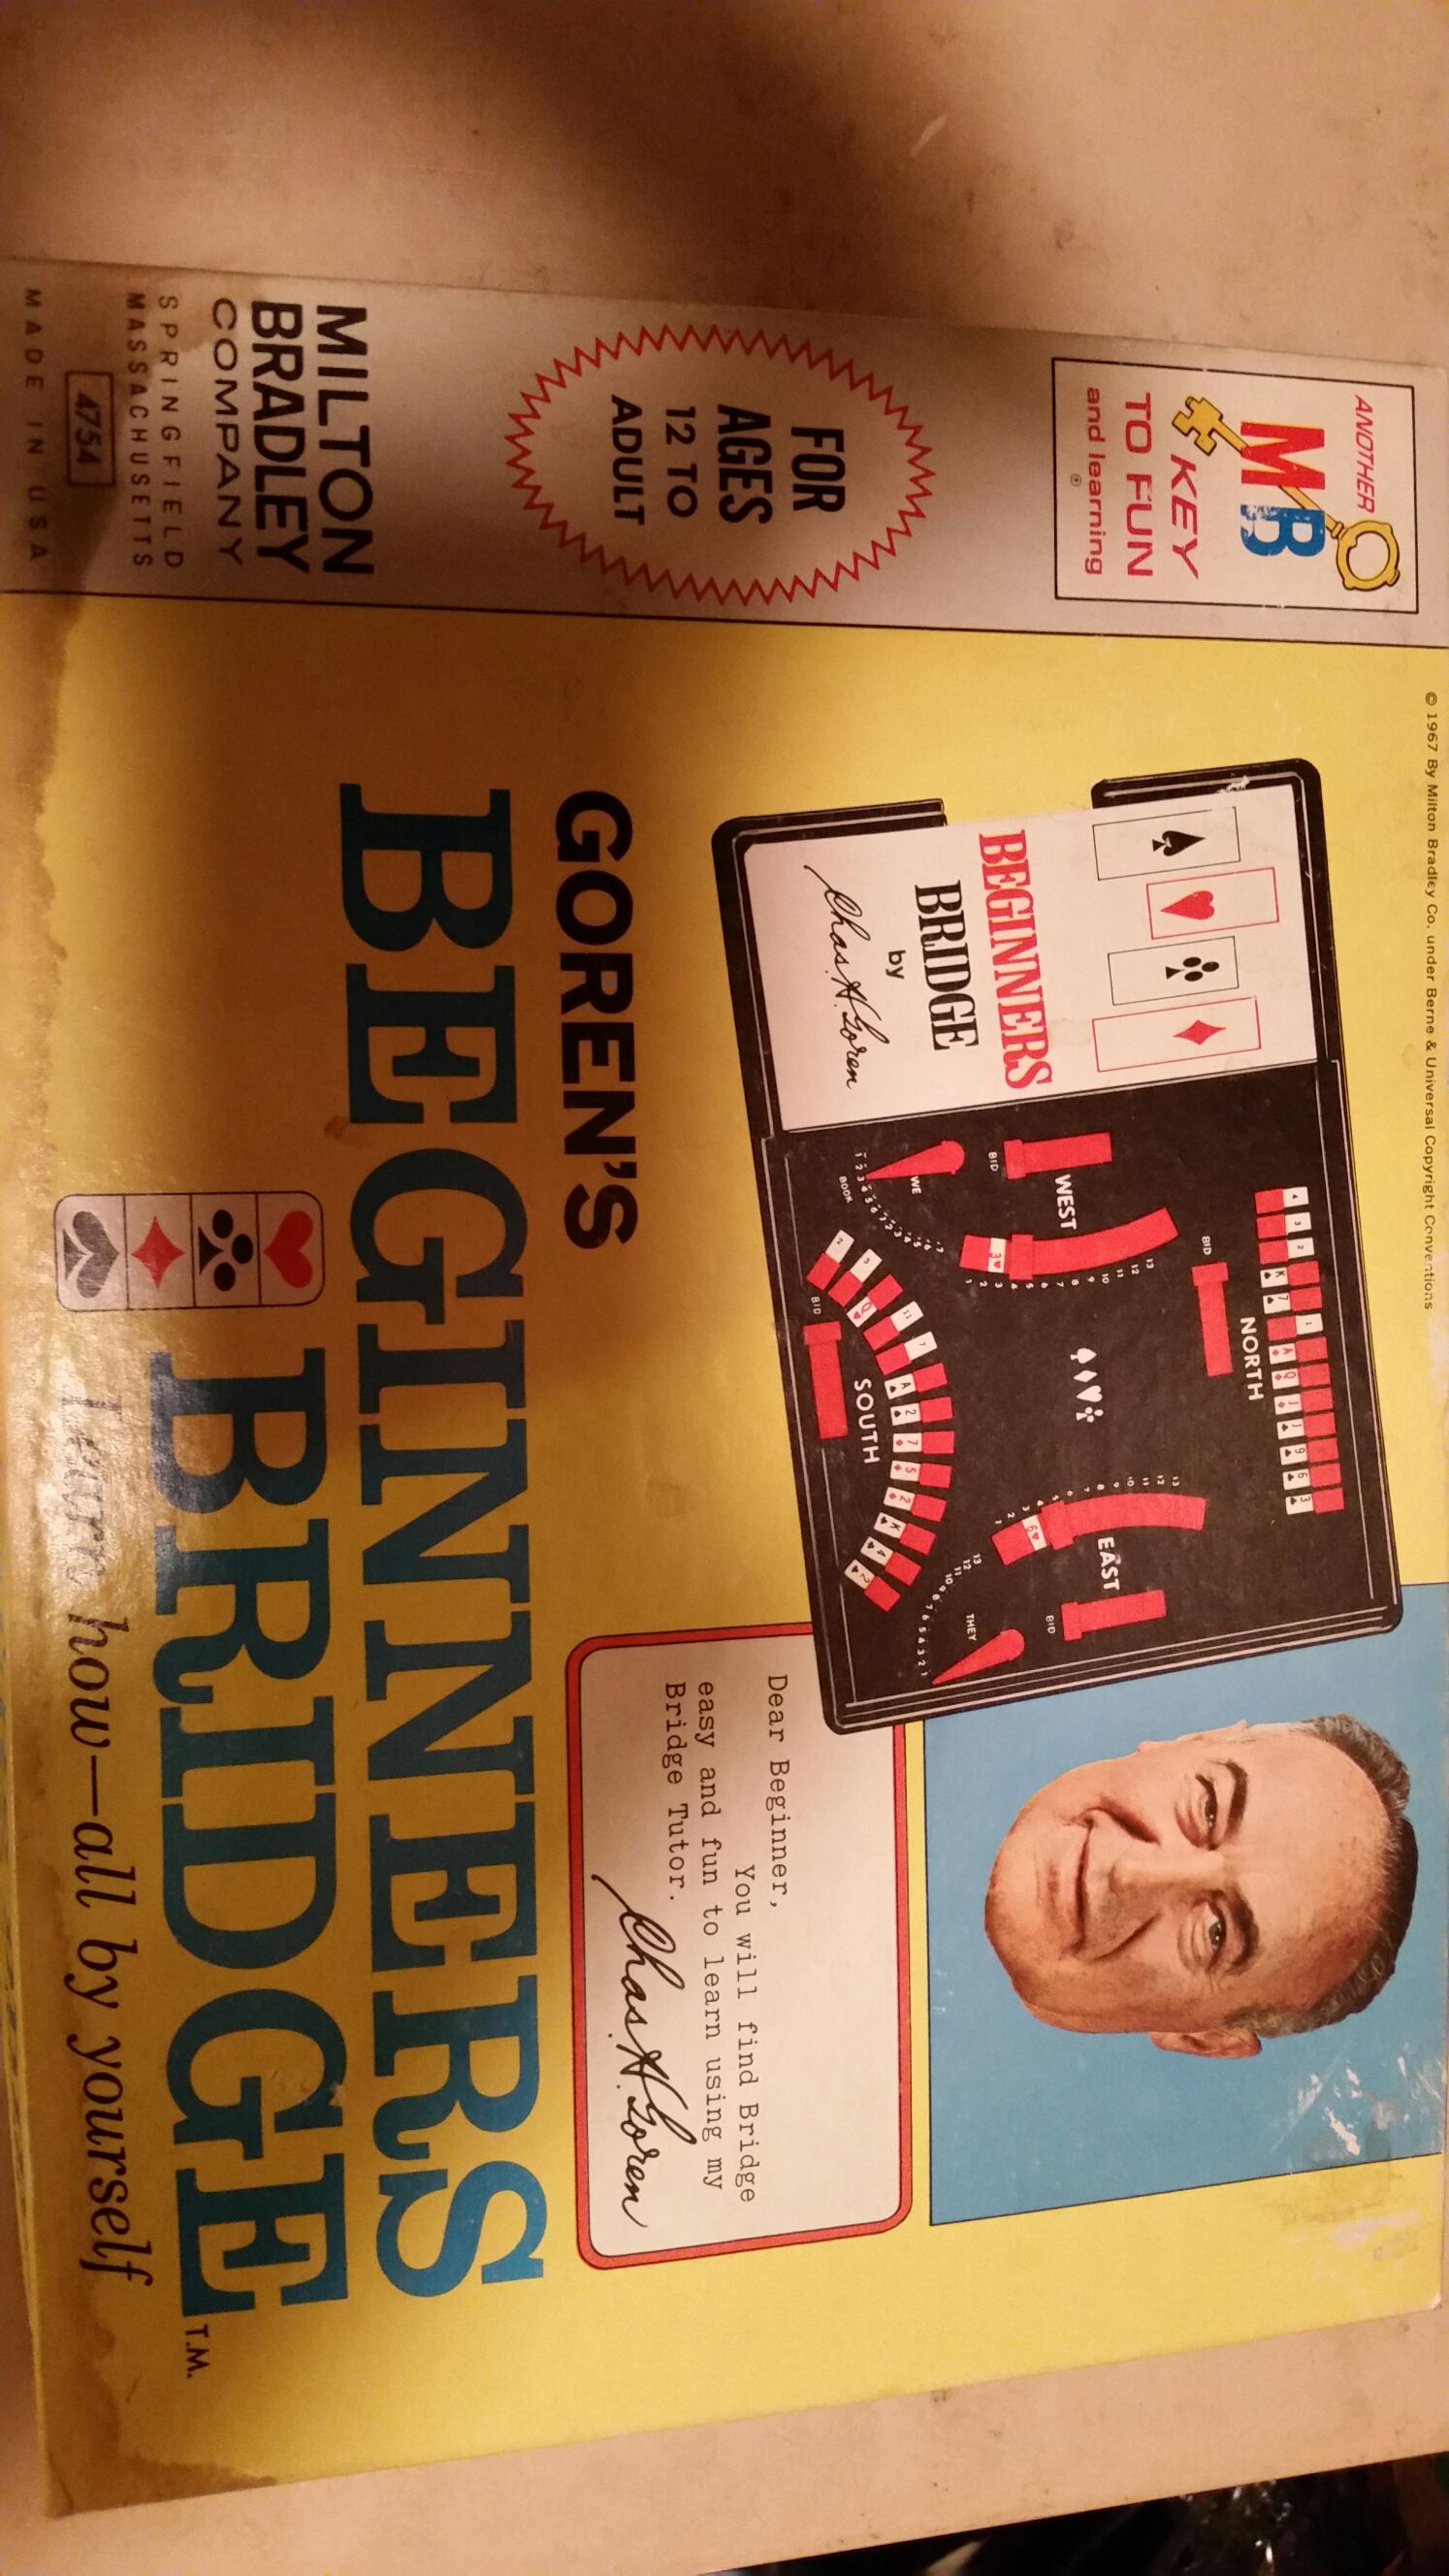 © 1967 By Milton Bradley Co. under Berne & Universal Copyright Conventions
ANOTHER
MB
KEY
TO FUN
and learning
®
FOR
AGES
12 TO
ADULT
MILTON
BRADLEY
COMPANY
SPRINGFIELD
MASSACHUSETTS
4754
MADE IN USA
BEGINNERS
BRIDGE
by
Chas. H. Goren
NORTH
BID
WEST
BID
EAST
BID
SOUTH
BID
WE
BOOK
THEY
Dear Beginner,
You will find Bridge
easy and fun to learn using my
Bridge Tutor.
Chas. H. Goren
GOREN'S
BEGINNERS
BRIDGE T.M.
Learn how—all by yourself